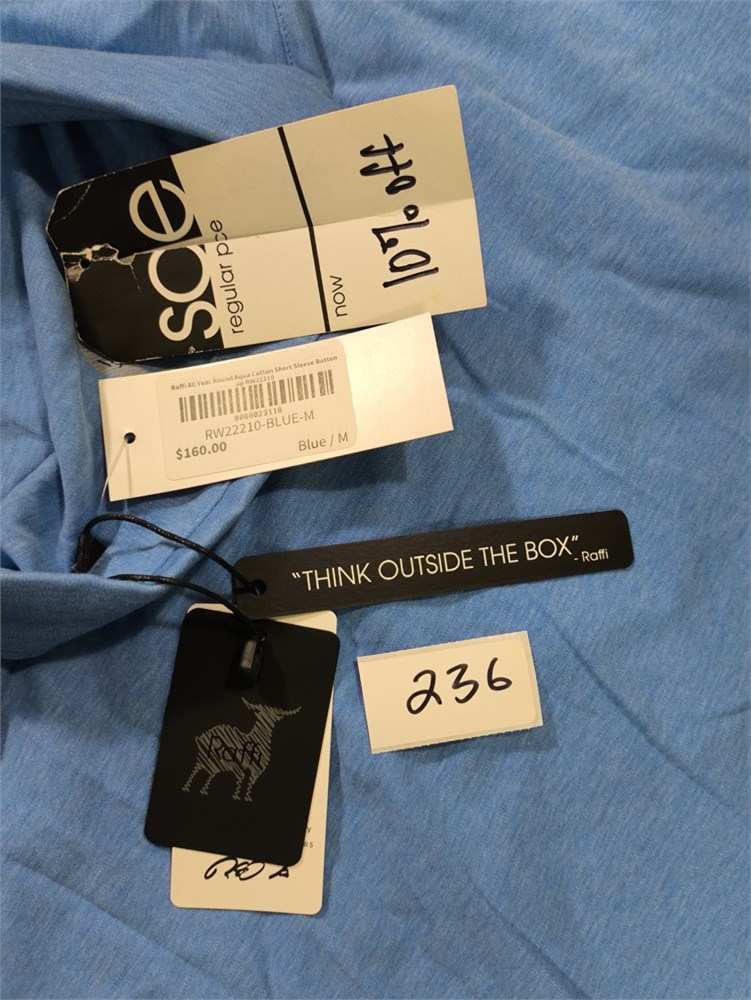 sale
regular price
now
10% off
Raffi All Year Round Aqua Cotton Short Sleeve Button
up RW22210
0000023118
RW22210-BLUE-M
$160.00
Blue / M
"THINK OUTSIDE THE BOX"
- Raffi
236
Raffi